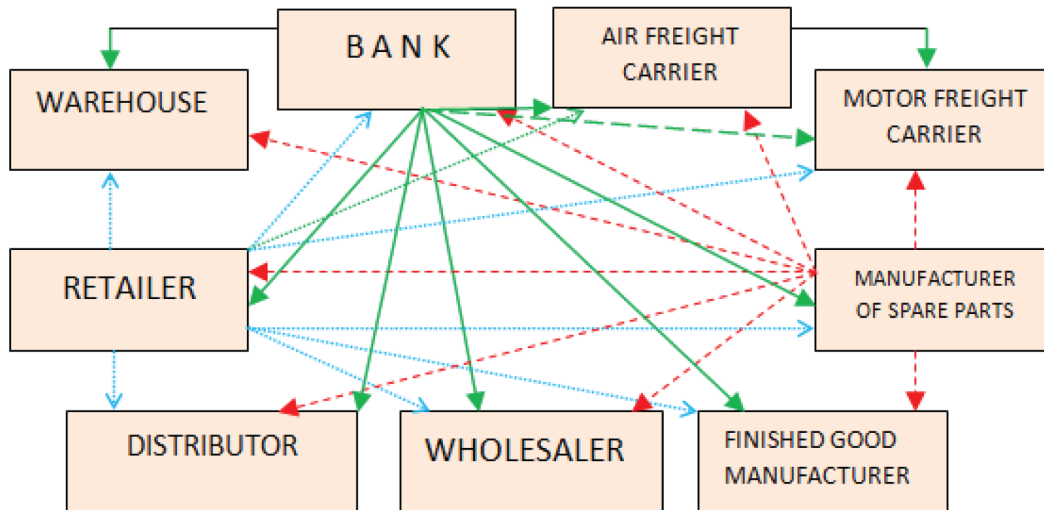 B A N K
AIR FREIGHT
CARRIER
WAREHOUSE
MOTOR FREIGHT
CARRIER
RETAILER
MANUFACTURER
OF SPARE PARTS
DISTRIBUTOR
WHOLESALER
FINISHED GOOD
MANUFACTURER